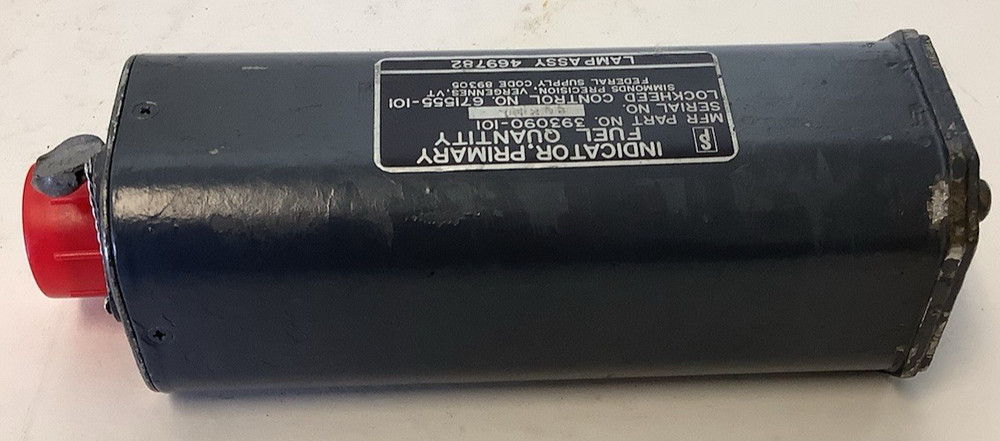 INDICATOR, PRIMARY
FUEL QUANTITY
MFR PART NO. 393090-101
SERIAL NO.
LOCKHEED CONTROL NO. 671555-101
SIMMONDS PRECISION, VERGENNES, VT
FEDERAL SUPPLY CODE 89305
LAMP ASSY 469782
SP